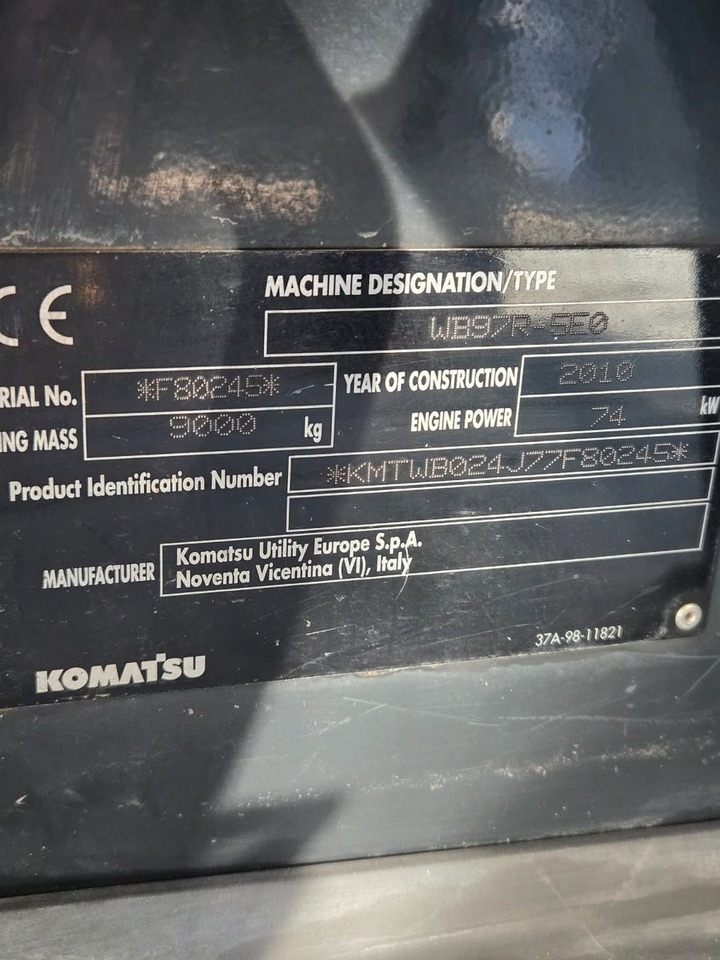 CE
MACHINE DESIGNATION/TYPE
WB97R-5E0
RIAL No. *F80245* YEAR OF CONSTRUCTION 2010
NG MASS 9000 kg ENGINE POWER 74 kW
Product Identification Number *KMTWB024J77F80245*
MANUFACTURER Komatsu Utility Europe S.p.A.
Noventa Vicentina (VI), Italy
37A-98-11821
KOMATSU